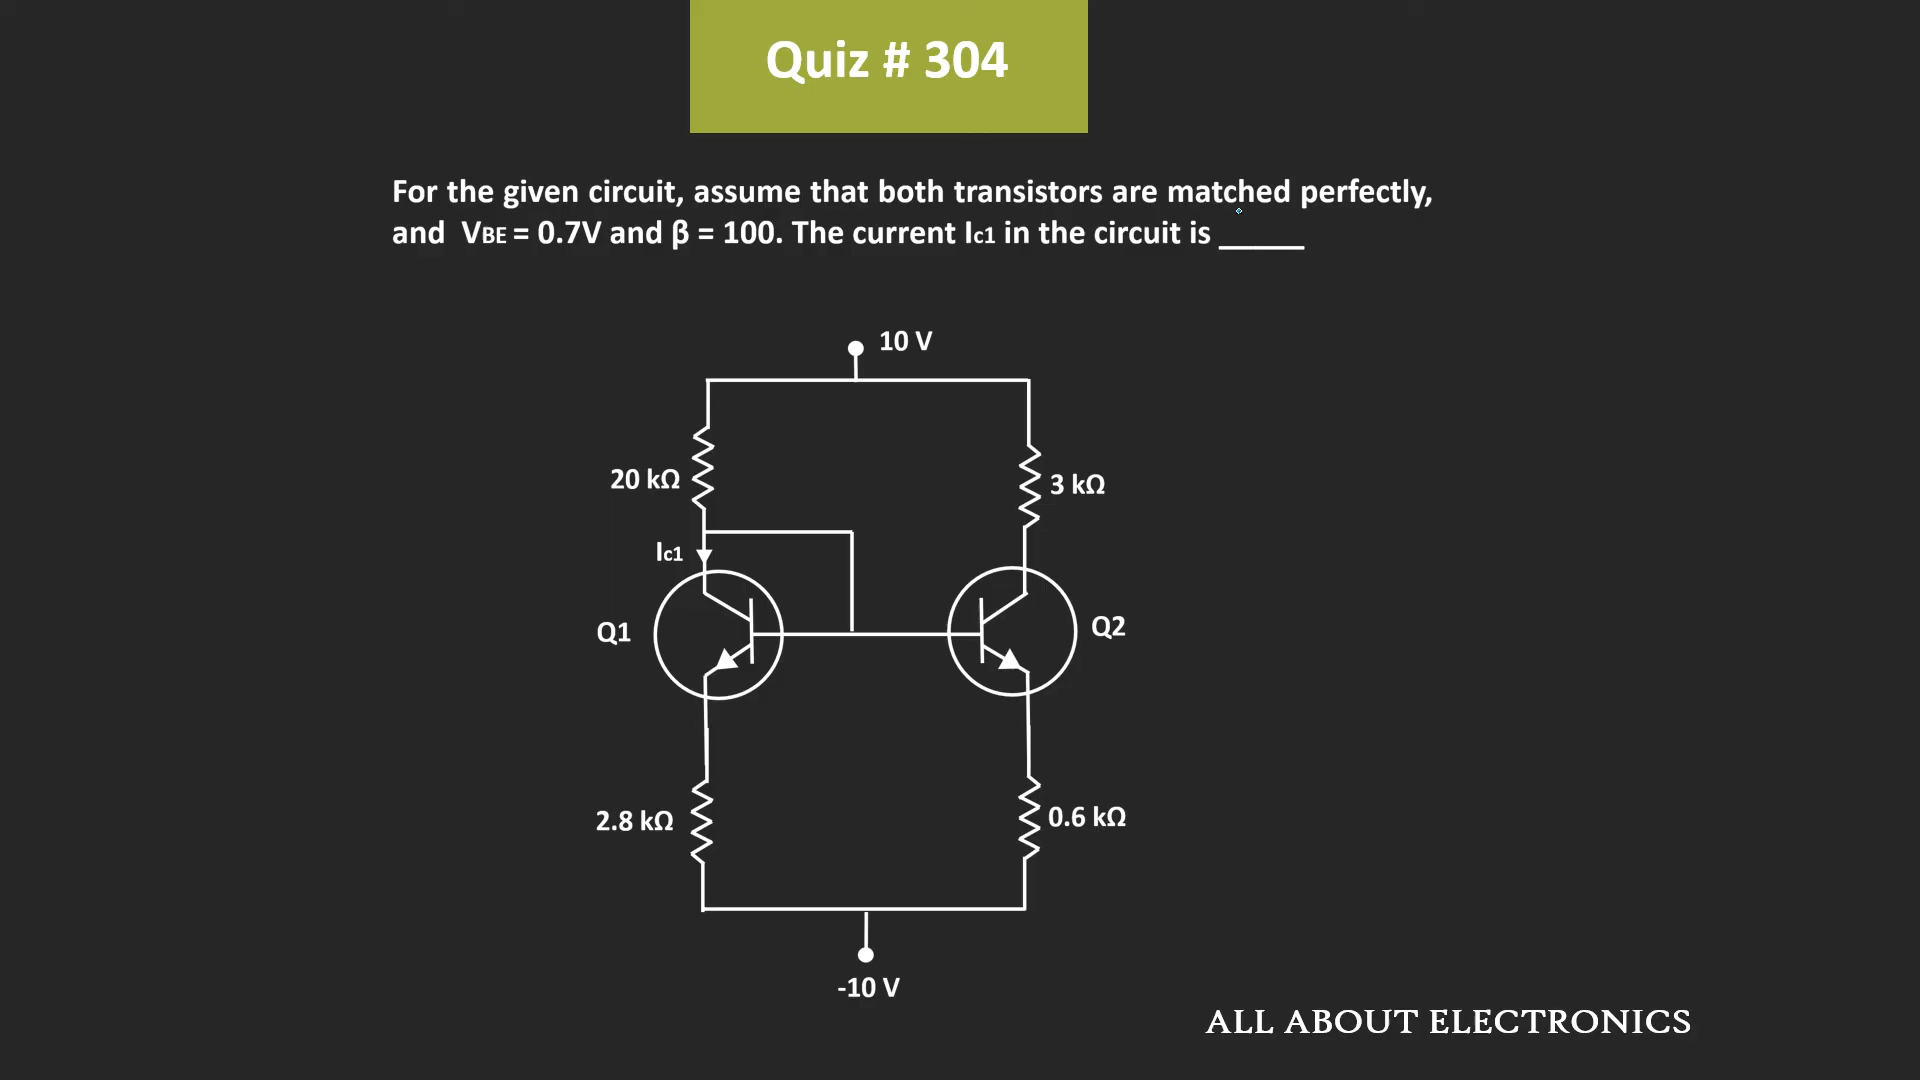 Quiz # 304
For the given circuit, assume that both transistors are matched perfectly,
and VBE = 0.7V and β = 100. The current Ic1 in the circuit is ______
10 V
20 kΩ
3 kΩ
Ic1
Q1
Q2
2.8 kΩ
0.6 kΩ
-10 V
ALL ABOUT ELECTRONICS